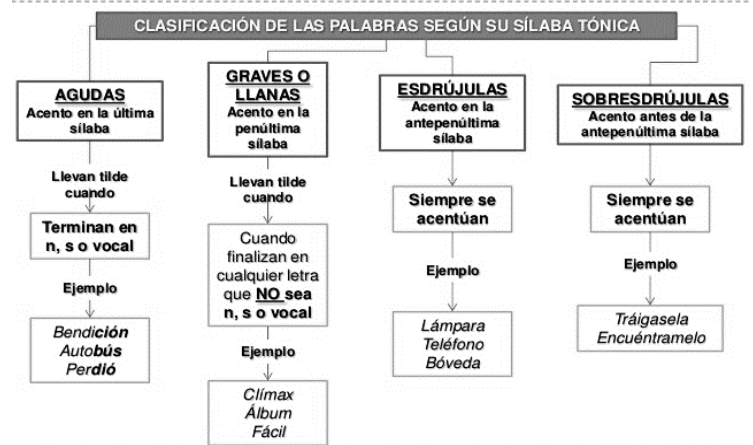 CLASIFICACIÓN DE LAS PALABRAS SEGÚN SU SÍLABA TÓNICA
AGUDAS
Acento en la última
sílaba
Llevan tilde
cuando
Terminan en
n, s o vocal
Ejemplo
Bendición
Autobús
Perdió
GRAVES O
LLANAS
Acento en la
penúltima
sílaba
Llevan tilde
cuando
Cuando
finalizan en
cualquier letra
que NO sea
n, s o vocal
Ejemplo
Clímax
Álbum
Fácil
ESDRÚJULAS
Acento en la
antepenúltima
sílaba
Siempre se
acentúan
Ejemplo
Lámpara
Teléfono
Bóveda
SOBRESDRÚJULAS
Acento antes de la
antepenúltima sílaba
Siempre se
acentúan
Ejemplo
Tráigasela
Encuéntramelo